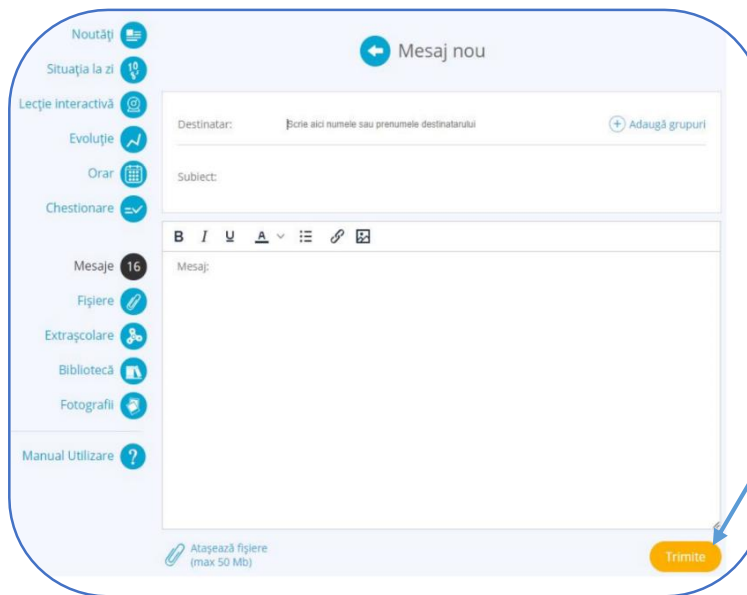 Noutăți
Situația la zi
Lecție interactivă
Evoluție
Orar
Chestionare
Mesaje 16
Fișiere
Extrașcolare
Bibliotecă
Fotografii
Manual Utilizare ?
Mesaj nou
Destinatar: Scrie aici numele sau prenumele destinatarului + Adaugă grupuri
Subiect:
B I U A
Mesaj:
Atașează fișiere
(max 50 Mb)
Trimite